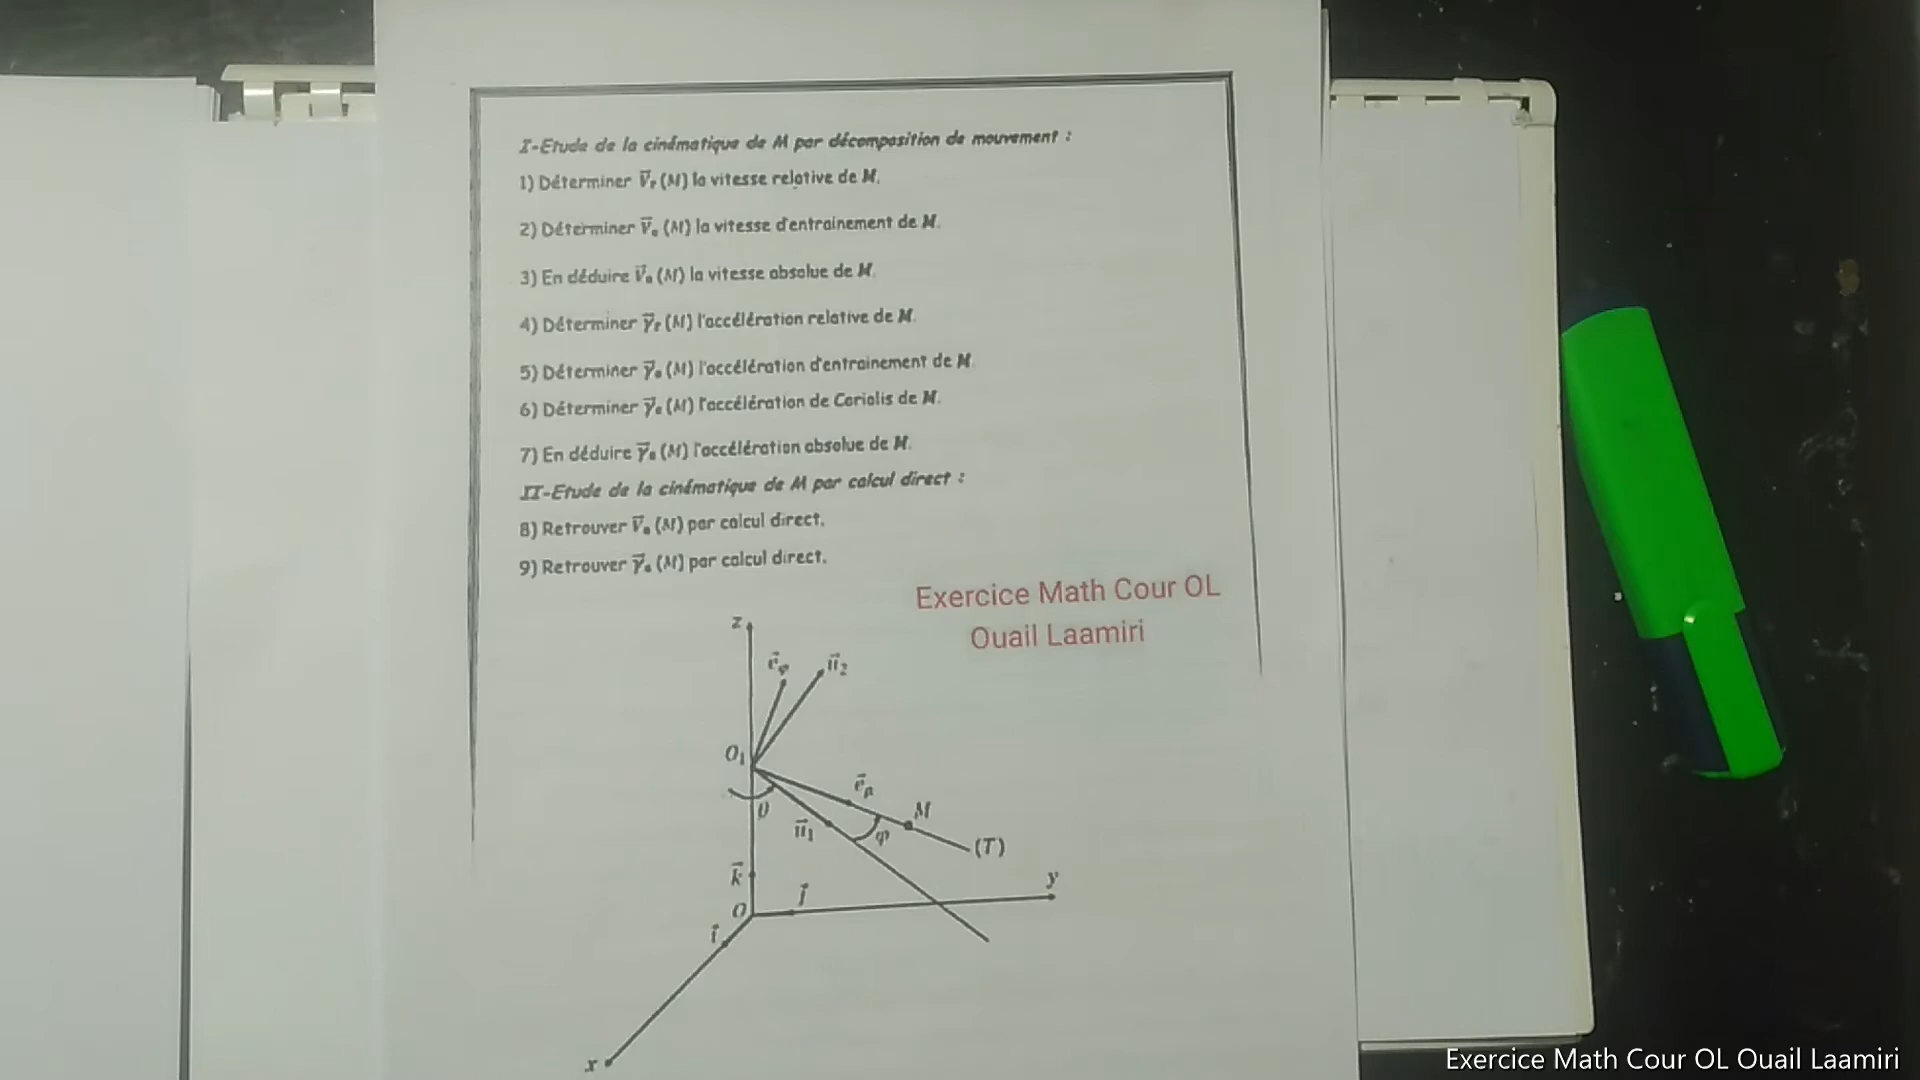 I-Etude de la cinématique de M par décomposition de mouvement :
1) Déterminer V⃗r (M) la vitesse relative de M.
2) Déterminer V⃗e (M) la vitesse d'entrainement de M.
3) En déduire V⃗a (M) la vitesse absolue de M.
4) Déterminer γ⃗r (M) l'accélération relative de M.
5) Déterminer γ⃗e (M) l'accélération d'entrainement de M.
6) Déterminer γ⃗c (M) l'accélération de Coriolis de M.
7) En déduire γ⃗a (M) l'accélération absolue de M.
II-Etude de la cinématique de M par calcul direct :
8) Retrouver V⃗a (M) par calcul direct.
9) Retrouver γ⃗a (M) par calcul direct.
Exercice Math Cour OL
Ouail Laamiri
z
e⃗φ u⃗2
O1
e⃗ρ
M
θ
u⃗1 φ
(T)
k⃗
y
j⃗
O
i⃗
x
Exercice Math Cour OL Ouail Laamiri